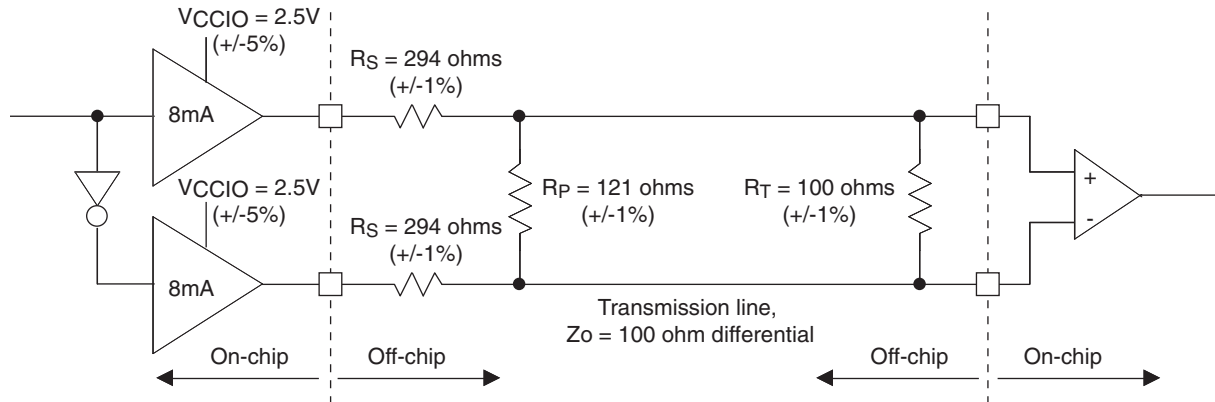 VCCIO = 2.5V
(+/-5%)
8mA
RS = 294 ohms
(+/-1%)
VCCIO = 2.5V
(+/-5%)
8mA
RS = 294 ohms
(+/-1%)
RP = 121 ohms
(+/-1%)
RT = 100 ohms
(+/-1%)
+
-
Transmission line,
Zo = 100 ohm differential
On-chip
Off-chip
Off-chip
On-chip